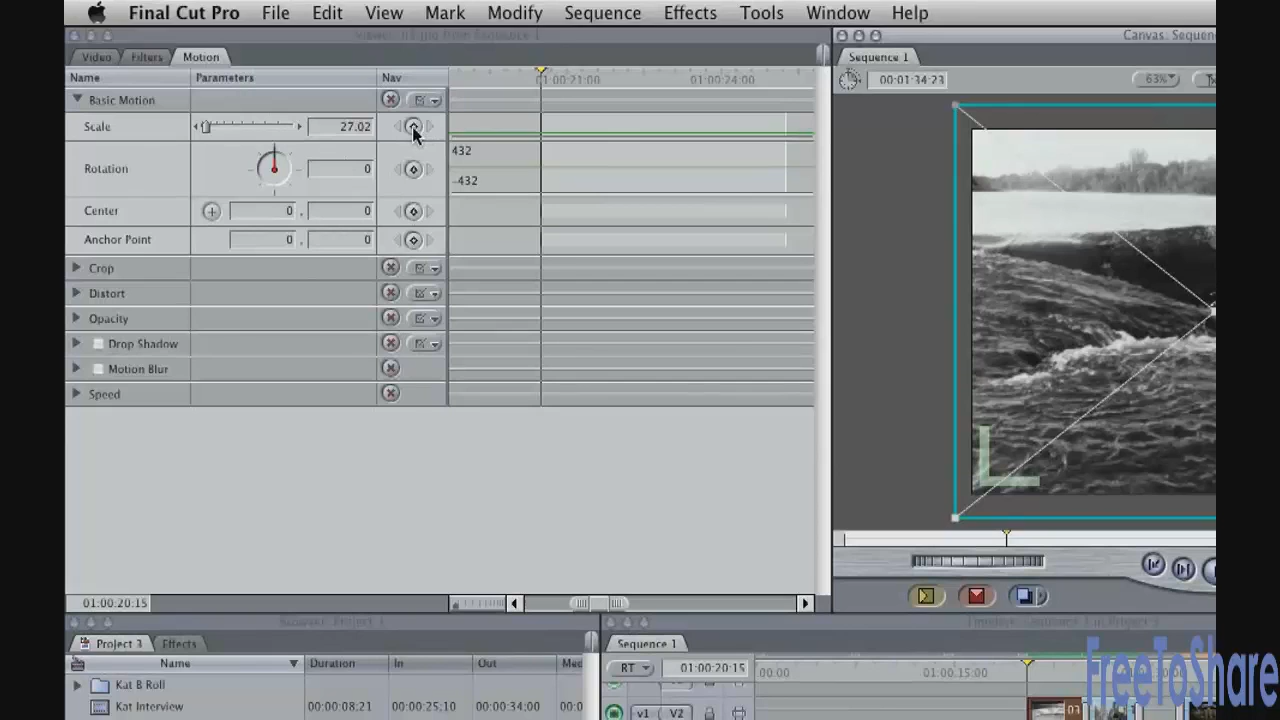 Final Cut Pro File Edit View Mark Modify Sequence Effects Tools Window Help
Video Filters Motion
Name Parameters Nav 01:00:21:00 01:00:24:00
Basic Motion
Scale 27.02
432
Rotation 0
-432
Center 0 , 0
Anchor Point 0 , 0
Crop
Distort
Opacity
Drop Shadow
Motion Blur
Speed
01:00:20:15
Canvas: Sequen
Sequence 1
00:01:34:23 63%
Project 3 Effects
Name Duration In Out Med
Kat B Roll
Kat Interview 00:00:08:21 00:00:25:10 00:00:34:00 00:0
Sequence 1
RT 01:00:20:15 00:00 01:00:15:00
v1 V2 03
FreeToShare